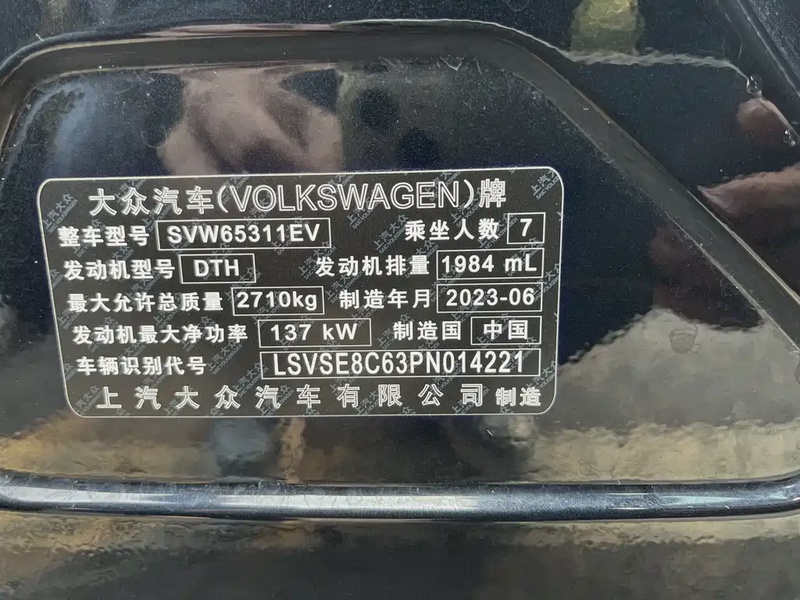 大众汽车(VOLKSWAGEN)牌
整车型号 SVW65311EV 乘坐人数 7
发动机型号 DTH 发动机排量 1984 mL
最大允许总质量 2710kg 制造年月 2023-06
发动机最大净功率 137 kW 制造国 中国
车辆识别代号 LSVSE8C63PN014221
上汽大众汽车有限公司 制造